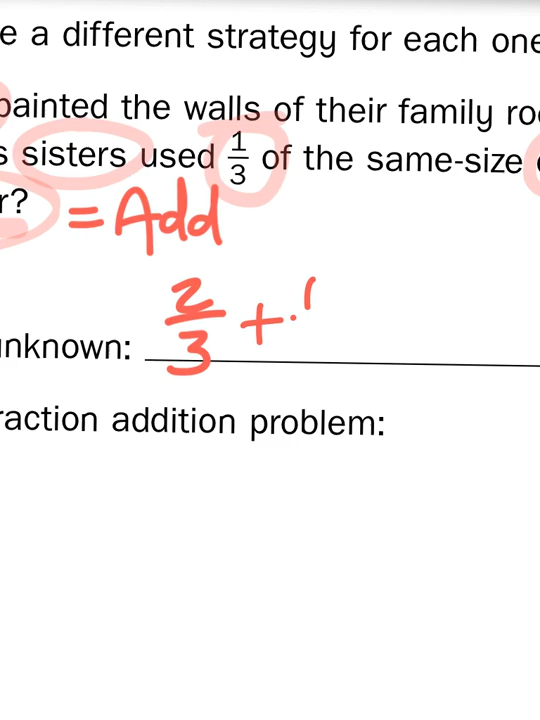 e a different strategy for each one
painted the walls of their family ro
s sisters used 1/3 of the same-size
r? = Add
2/3 +
unknown:
raction addition problem: